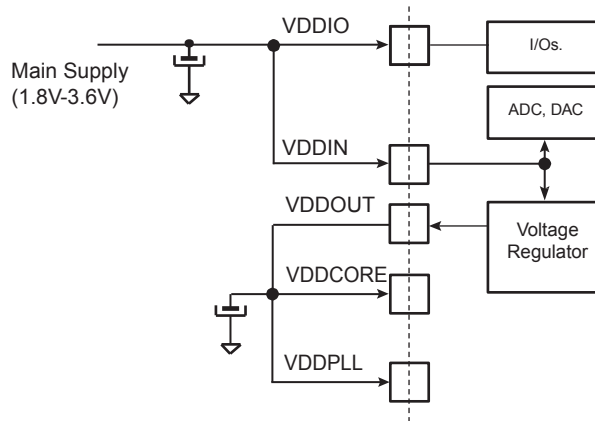 VDDIO
I/Os.
Main Supply
(1.8V-3.6V)
ADC, DAC
VDDIN
VDDOUT
Voltage
Regulator
VDDCORE
VDDPLL